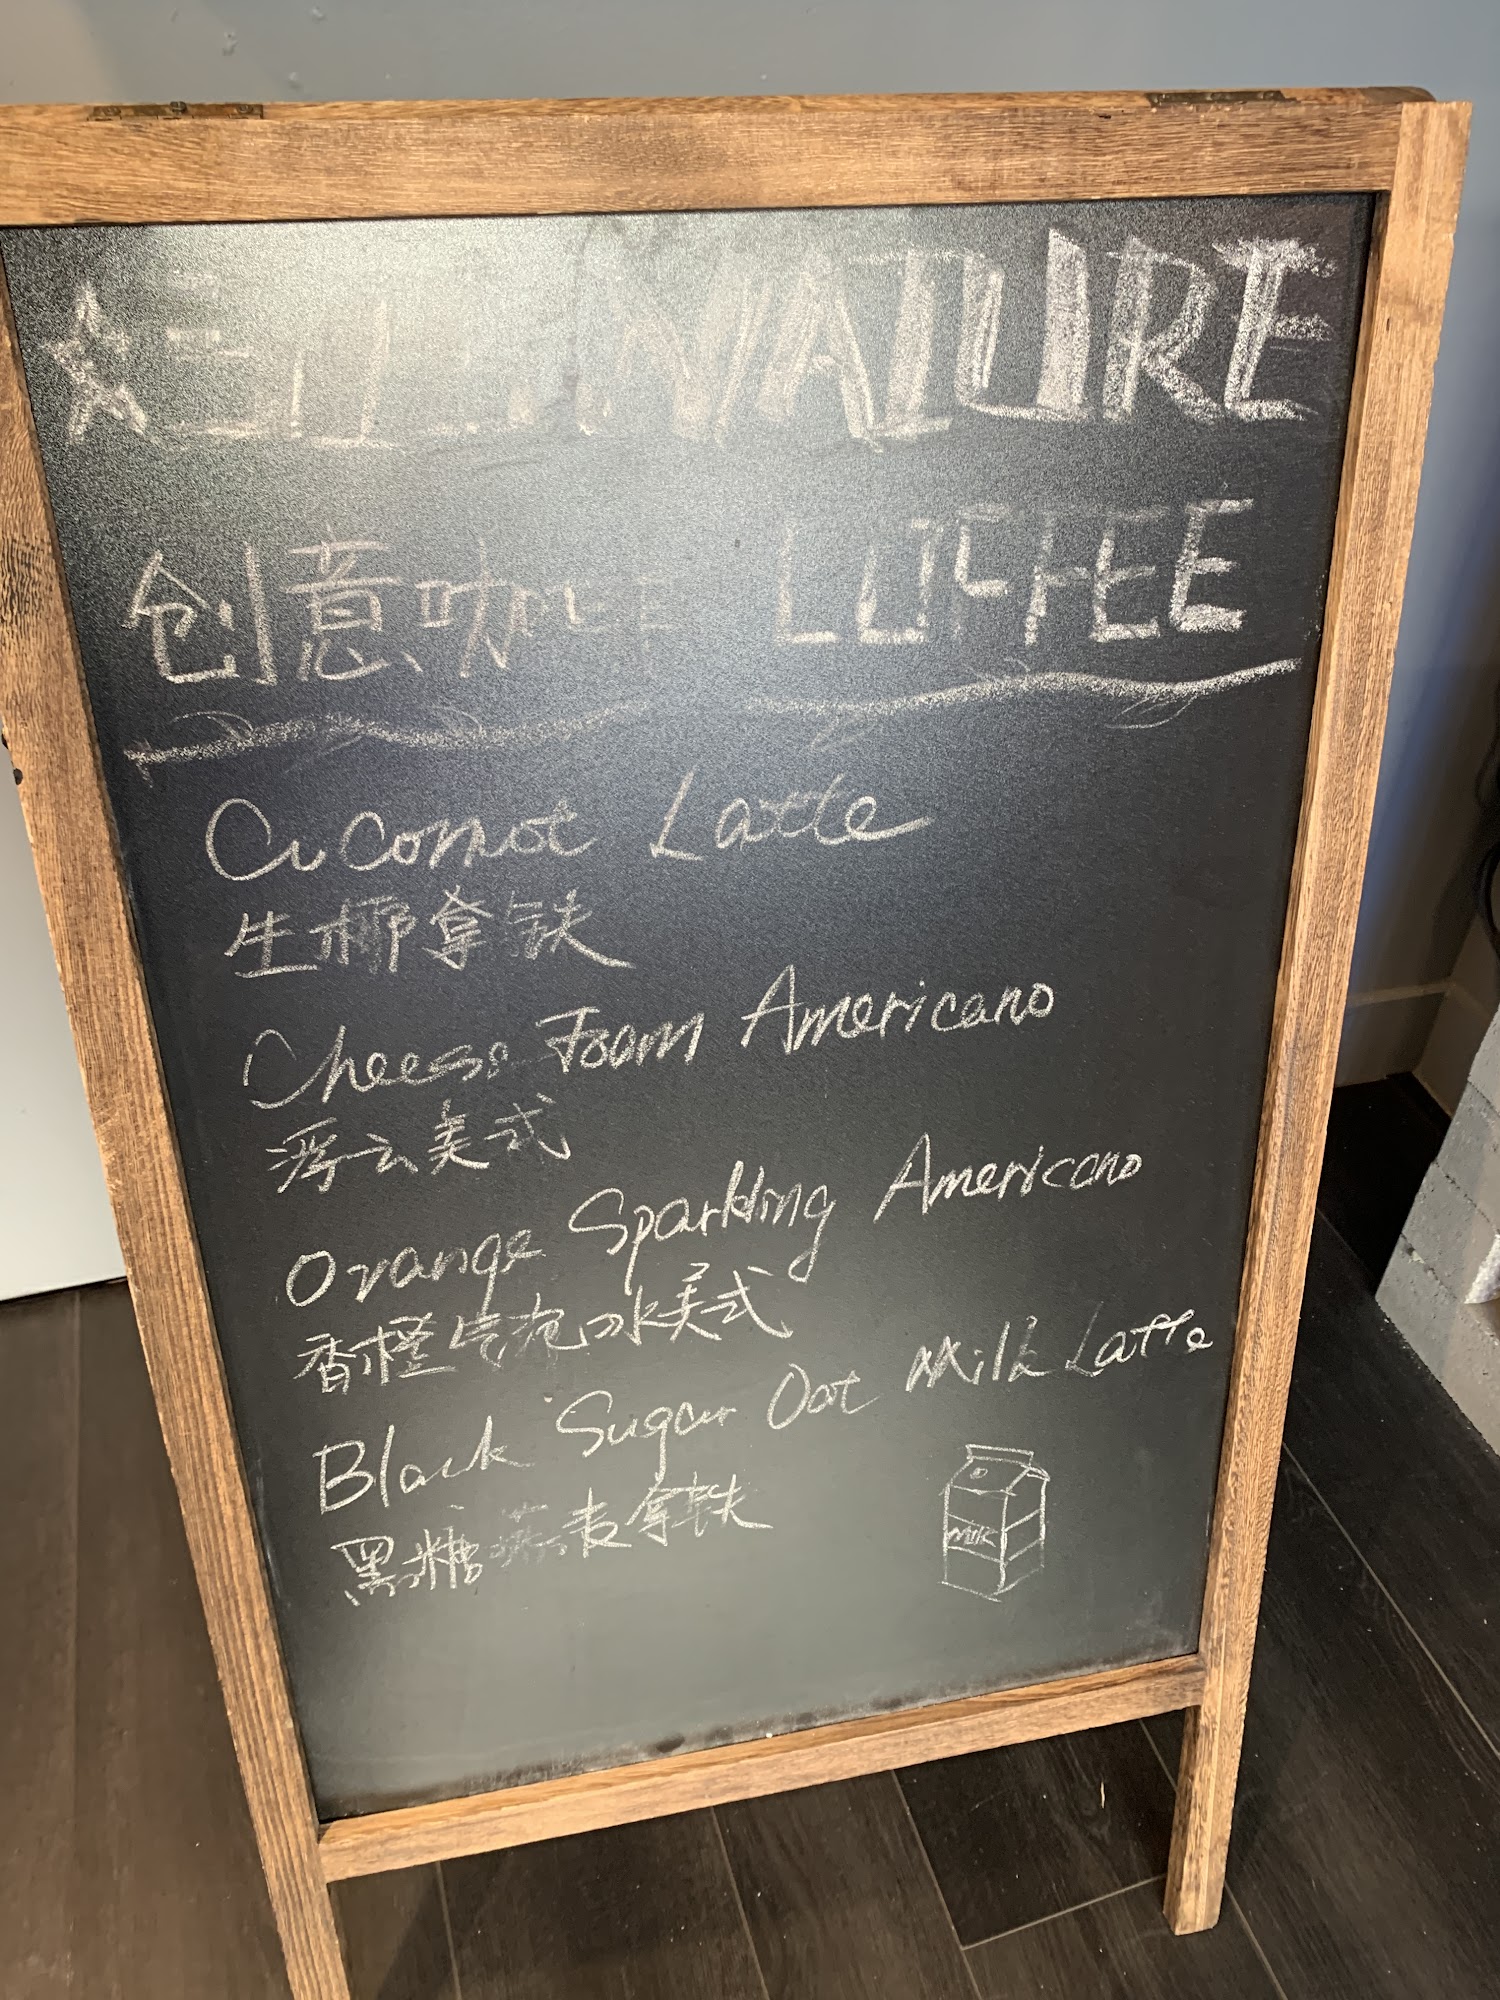 SIGNATURE
创意咖啡 COFFEE
Cuconnot Latte
生椰拿铁
Cheese Foam Americano
浮云美式
Orange Sparkling Americano
香橙气泡水美式
Black Sugar Oat Milk Latte
黑糖燕麦拿铁
MILK